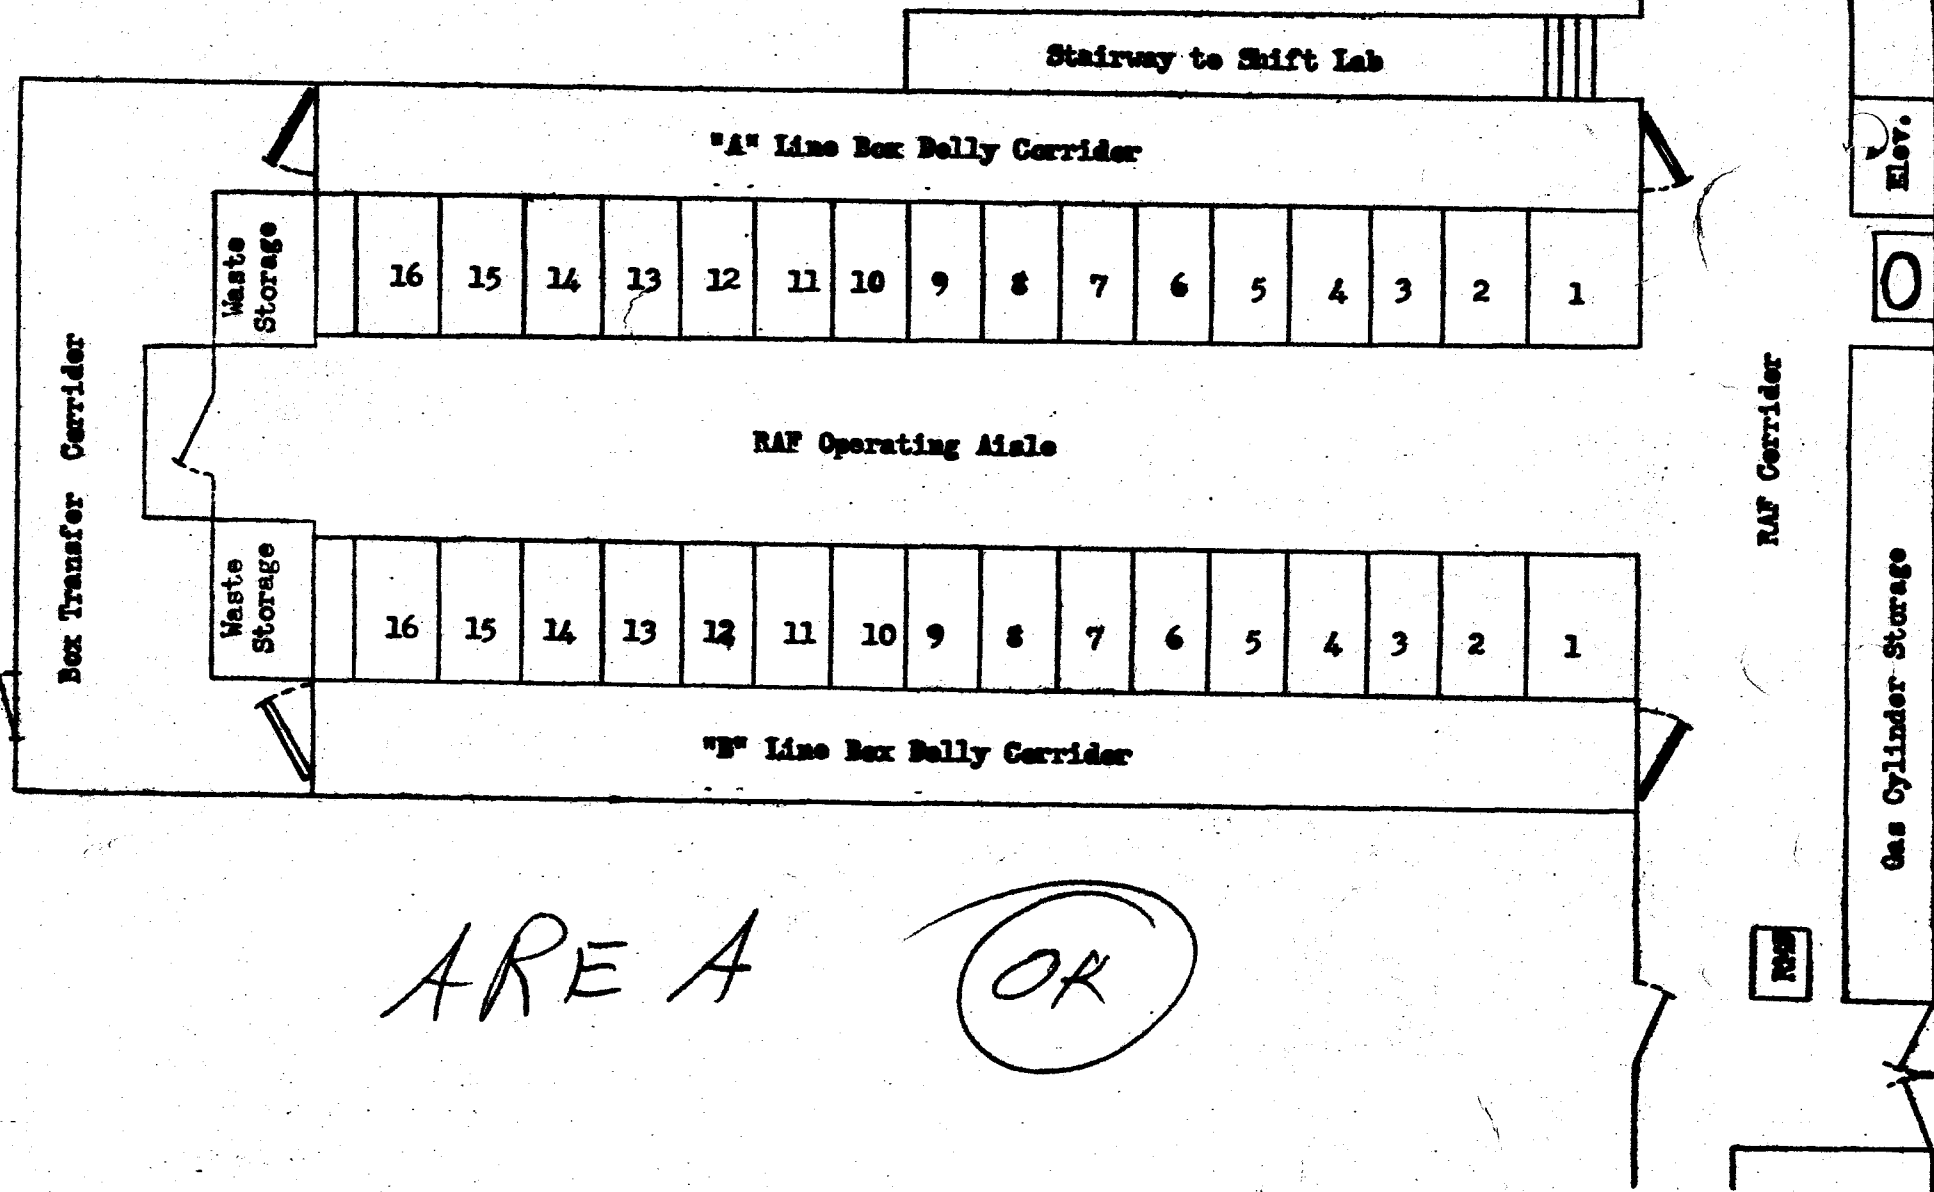 Stairway to Shift Lab
"A" Line Box Dolly Corridor
Elev.
Waste
Storage
16 15 14 13 12 11 10 9 8 7 6 5 4 3 2 1
Box Transfer Corridor
RAF Operating Aisle
RAF Corridor
Waste
Storage
16 15 14 13 12 11 10 9 8 7 6 5 4 3 2 1
Gas Cylinder Storage
"B" Line Box Dolly Corridor
AREA
OK